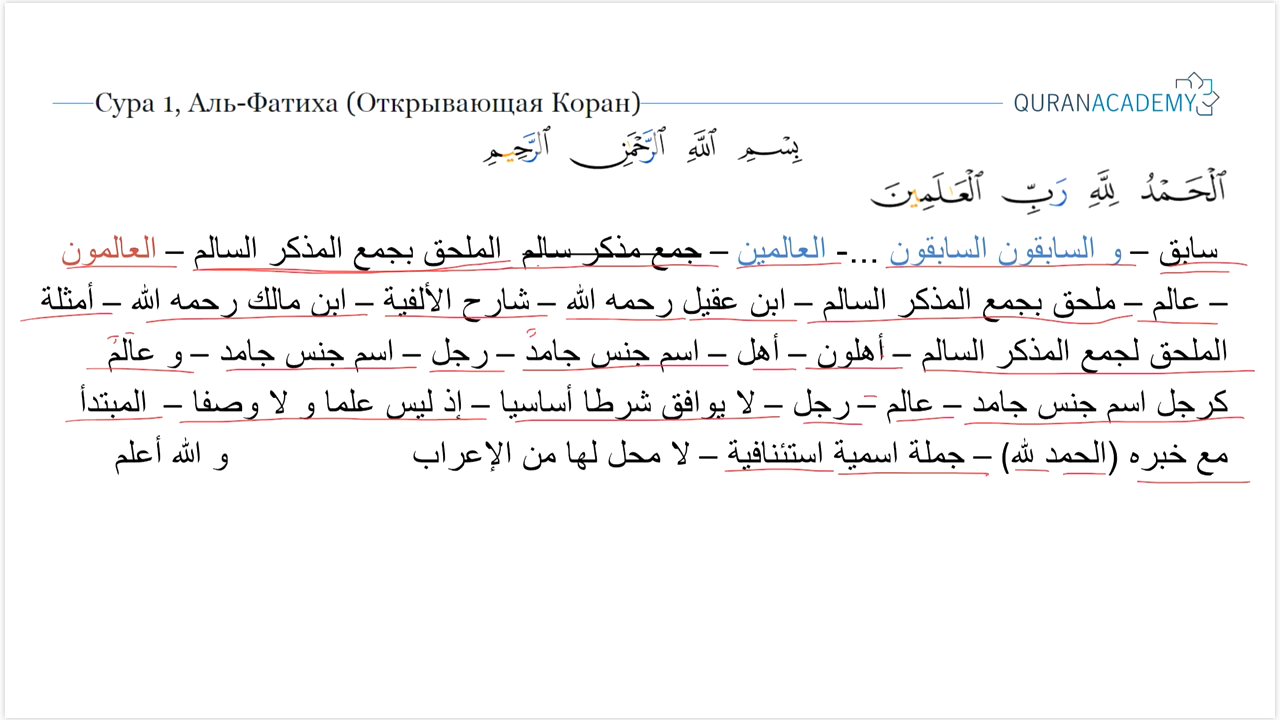 Сура 1, Аль-Фатиха (Открывающая Коран)
QURANACADEMY
بِسْمِ ٱللَّهِ ٱلرَّحْمَٰنِ ٱلرَّحِيمِ
ٱلْحَمْدُ لِلَّهِ رَبِّ ٱلْعَٰلَمِينَ
سابق – و السابقون السابقون ...- العالمين – جمع مذكر سالم الملحق بجمع المذكر السالم – العالمون
– عالم – ملحق بجمع المذكر السالم – ابن عقيل رحمه الله – شارح الألفية – ابن مالك رحمه الله – أمثلة
الملحق لجمع المذكر السالم – أهلون – أهل – اسم جنس جامد – رجل – اسم جنس جامد – و عالم
كرجل اسم جنس جامد – عالم – رجل – لا يوافق شرطا أساسيا – إذ ليس علما و لا وصفا – المبتدأ
مع خبره (الحمد لله) – جملة اسمية استئنافية – لا محل لها من الإعراب و الله أعلم